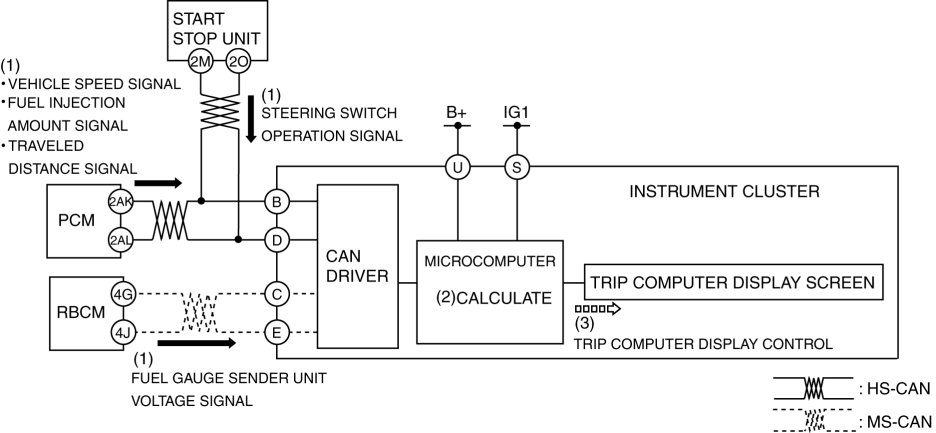 START
STOP UNIT
2M
2O
(1)
• VEHICLE SPEED SIGNAL
• FUEL INJECTION
AMOUNT SIGNAL
• TRAVELED
DISTANCE SIGNAL
(1)
STEERING SWITCH
OPERATION SIGNAL
B+
IG1
U
S
INSTRUMENT CLUSTER
PCM
2AK
2AL
B
D
CAN
DRIVER
MICROCOMPUTER
(2)CALCULATE
TRIP COMPUTER DISPLAY SCREEN
(3)
TRIP COMPUTER DISPLAY CONTROL
RBCM
4G
4J
C
E
(1)
FUEL GAUGE SENDER UNIT
VOLTAGE SIGNAL
: HS-CAN
: MS-CAN